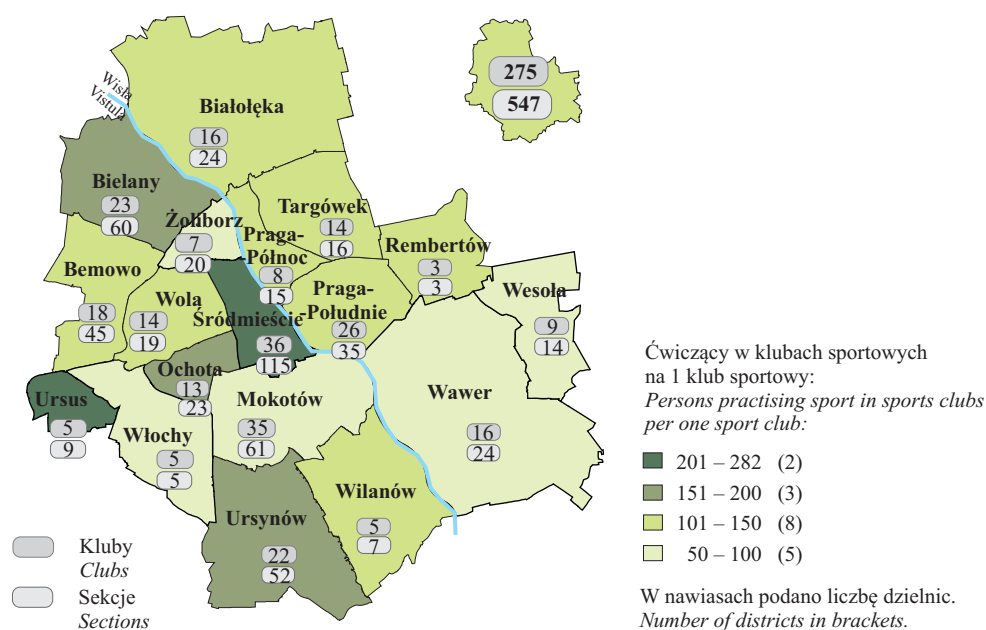 275
547
Wisła
Vistula
Białołęka
16
24
Bielany
23
60
Żoliborz
7
20
Targówek
14
16
Praga-
Północ
8
15
Rembertów
3
3
Bemowo
18
45
Wola
14
19
Śródmieście
36
115
Praga-
-Południe
26
35
Wesoła
9
14
Ochota
13
23
Ursus
5
9
Włochy
5
5
Mokotów
35
61
Wawer
16
24
Ursynów
22
52
Wilanów
5
7
Kluby
Clubs
Sekcje
Sections
Ćwiczący w klubach sportowych
na 1 klub sportowy:
Persons practising sport in sports clubs
per one sport club:
201 – 282 (2)
151 – 200 (3)
101 – 150 (8)
50 – 100 (5)
W nawiasach podano liczbę dzielnic.
Number of districts in brackets.